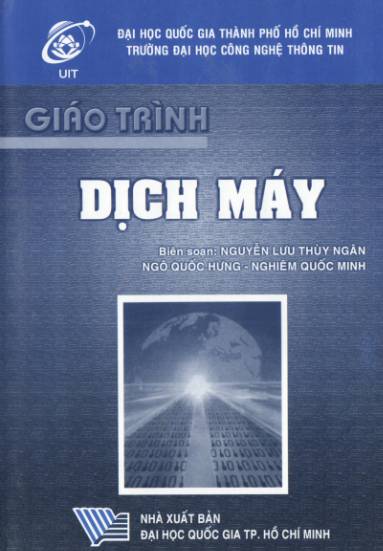 ĐẠI HỌC QUỐC GIA THÀNH PHỐ HỒ CHÍ MINH
TRƯỜNG ĐẠI HỌC CÔNG NGHỆ THÔNG TIN
UIT
GIÁO TRÌNH
DỊCH MÁY
Biên soạn: NGUYỄN LƯU THÙY NGÂN
NGÔ QUỐC HƯNG - NGHIÊM QUỐC MINH
NHÀ XUẤT BẢN
ĐẠI HỌC QUỐC GIA TP. HỒ CHÍ MINH